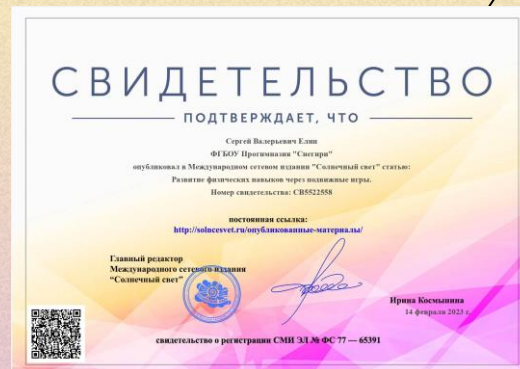 СВИДЕТЕЛЬСТВО
ПОДТВЕРЖДАЕТ, ЧТО
Сергей Валерьевич Елин
ФГБОУ Прогимназия "Снегири"
опубликовал в Международном сетевом издании "Солнечный свет" статью:
Развитие физических навыков через подвижные игры.
Номер свидетельства: СВ5522558
постоянная ссылка:
http://solncesvet.ru/опубликованные-материалы/
Главный редактор
Международного сетевого издания
"Солнечный свет"
Ирина Космынина
14 февраля 2023 г.
свидетельство о регистрации СМИ ЭЛ № ФС 77 — 65391